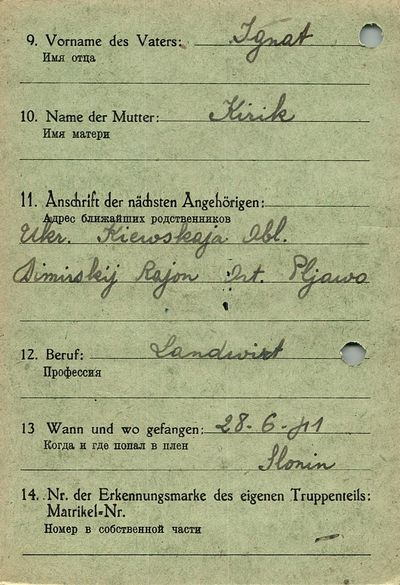 9. Vorname des Vaters: Ignat
Имя отца
10. Name der Mutter: Kirik
Имя матери
11. Anschrift der nächsten Angehörigen:
Адрес ближайших родственников
Ukr. Kiewskaja Obl.
Dimirskij Rajon Ort. Pljawo
12. Beruf: Landwirt
Профессия
13 Wann und wo gefangen: 28-6-41
Когда и где попал в плен
Slonin
14. Nr. der Erkennungsmarke des eigenen Truppenteils:
Matrikel-Nr.
Номер в собственной части